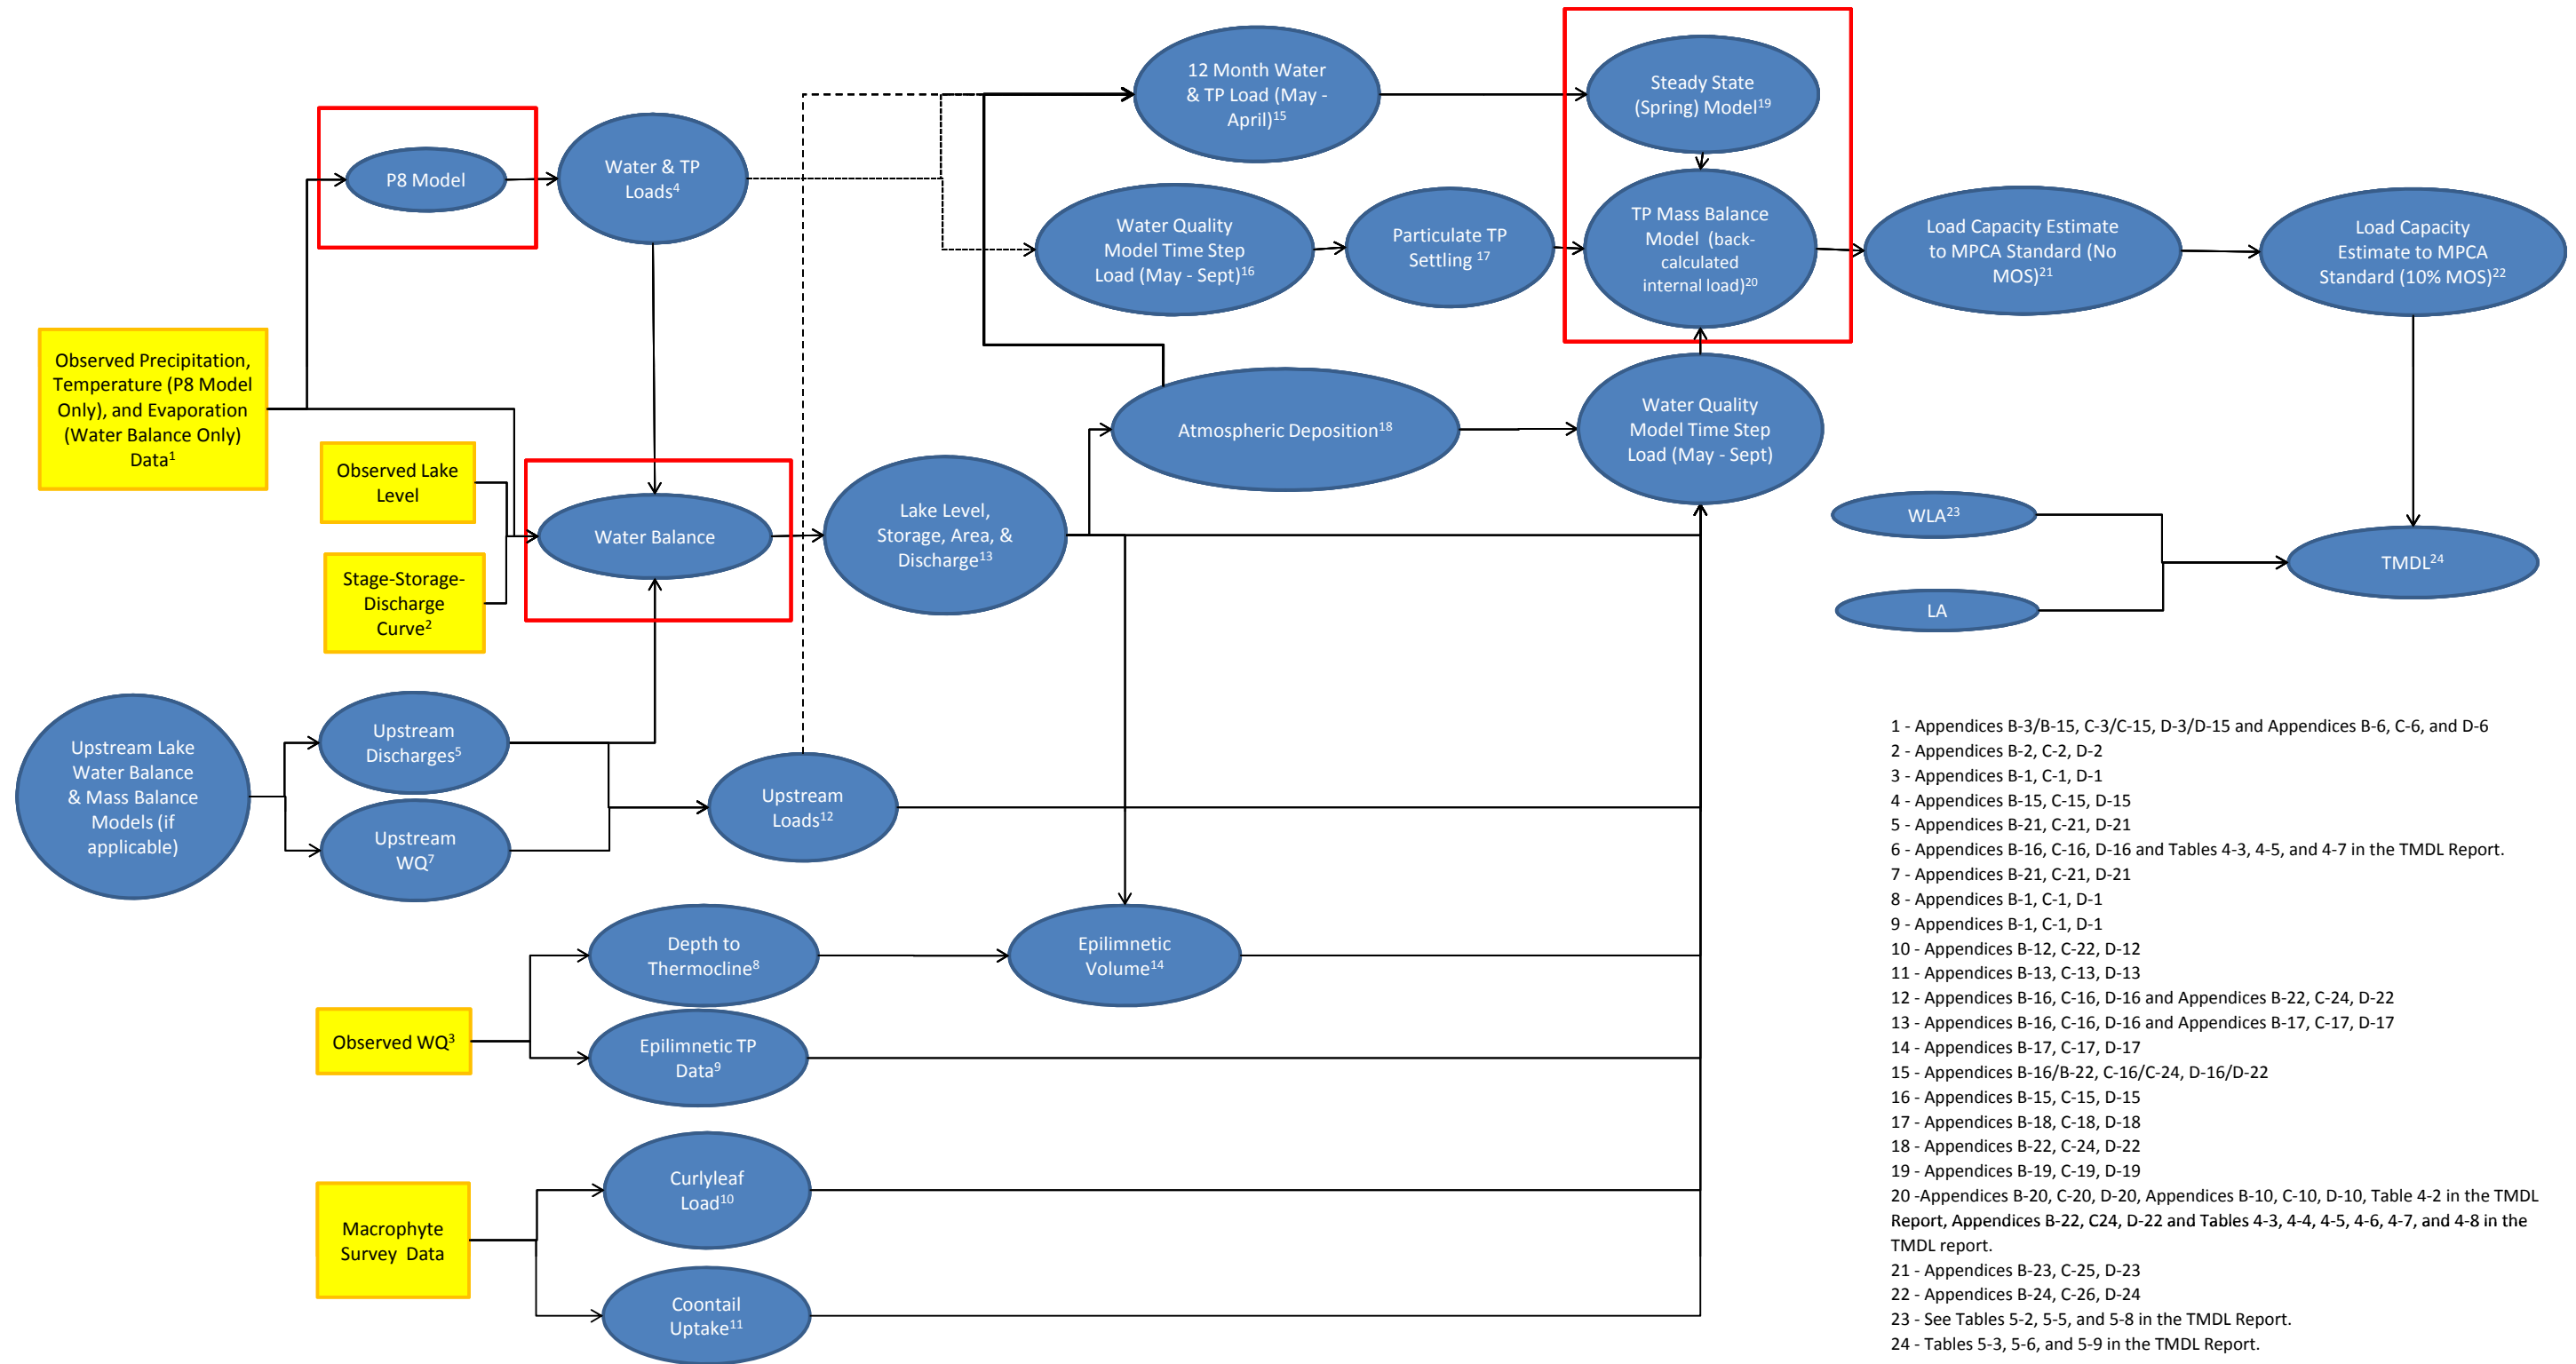 12 Month Water
& TP Load (May -
April)15
Steady State
(Spring) Model19
P8 Model
Water & TP
Loads4
Water Quality
Model Time Step
Load (May - Sept)16
Particulate TP
Settling 17
TP Mass Balance
Model (back-
calculated
internal load)20
Load Capacity Estimate
to MPCA Standard (No
MOS)21
Load Capacity
Estimate to MPCA
Standard (10% MOS)22
Observed Precipitation,
Temperature (P8 Model
Only), and Evaporation
(Water Balance Only)
Data1
Observed Lake
Level
Stage-Storage-
Discharge
Curve2
Water Balance
Lake Level,
Storage, Area, &
Discharge13
Atmospheric Deposition18
Water Quality
Model Time Step
Load (May - Sept)
WLA23
LA
TMDL24
Upstream Lake
Water Balance
& Mass Balance
Models (if
applicable)
Upstream
Discharges5
Upstream
WQ7
Upstream
Loads12
Observed WQ3
Depth to
Thermocline8
Epilimnetic TP
Data9
Epilimnetic
Volume14
Macrophyte
Survey Data
Curlyleaf
Load10
Coontail
Uptake11
1 - Appendices B-3/B-15, C-3/C-15, D-3/D-15 and Appendices B-6, C-6, and D-6
2 - Appendices B-2, C-2, D-2
3 - Appendices B-1, C-1, D-1
4 - Appendices B-15, C-15, D-15
5 - Appendices B-21, C-21, D-21
6 - Appendices B-16, C-16, D-16 and Tables 4-3, 4-5, and 4-7 in the TMDL Report.
7 - Appendices B-21, C-21, D-21
8 - Appendices B-1, C-1, D-1
9 - Appendices B-1, C-1, D-1
10 - Appendices B-12, C-22, D-12
11 - Appendices B-13, C-13, D-13
12 - Appendices B-16, C-16, D-16 and Appendices B-22, C-24, D-22
13 - Appendices B-16, C-16, D-16 and Appendices B-17, C-17, D-17
14 - Appendices B-17, C-17, D-17
15 - Appendices B-16/B-22, C-16/C-24, D-16/D-22
16 - Appendices B-15, C-15, D-15
17 - Appendices B-18, C-18, D-18
18 - Appendices B-22, C-24, D-22
19 - Appendices B-19, C-19, D-19
20 -Appendices B-20, C-20, D-20, Appendices B-10, C-10, D-10, Table 4-2 in the TMDL
Report, Appendices B-22, C24, D-22 and Tables 4-3, 4-4, 4-5, 4-6, 4-7, and 4-8 in the
TMDL report.
21 - Appendices B-23, C-25, D-23
22 - Appendices B-24, C-26, D-24
23 - See Tables 5-2, 5-5, and 5-8 in the TMDL Report.
24 - Tables 5-3, 5-6, and 5-9 in the TMDL Report.